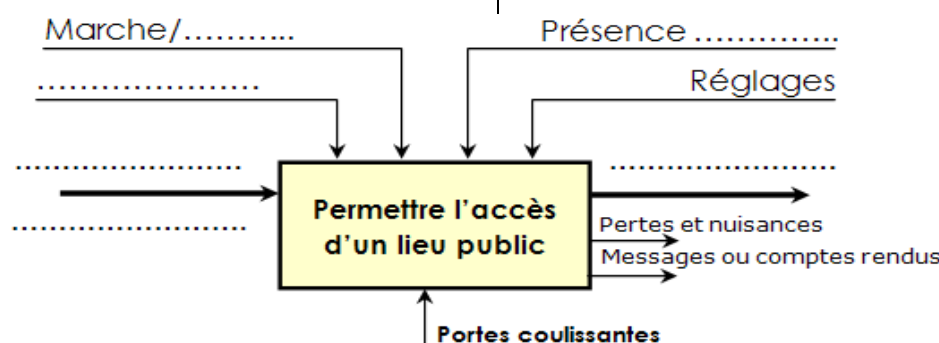 Marche/………..
Présence …………..
…………………
Réglages
…………………….
…………………….
Permettre l’accès
d’un lieu public
……………………..
Pertes et nuisances
Messages ou comptes rendus
Portes coulissantes